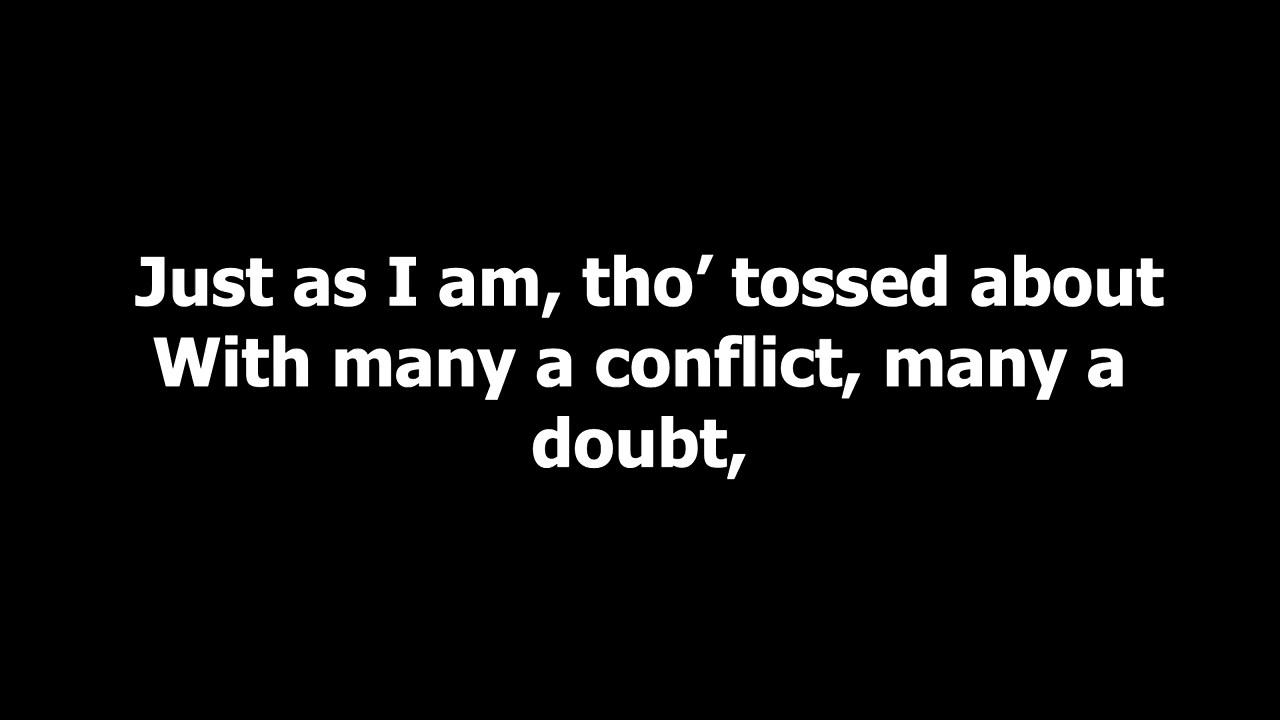 Just as I am, tho’ tossed about
With many a conflict, many a
doubt,